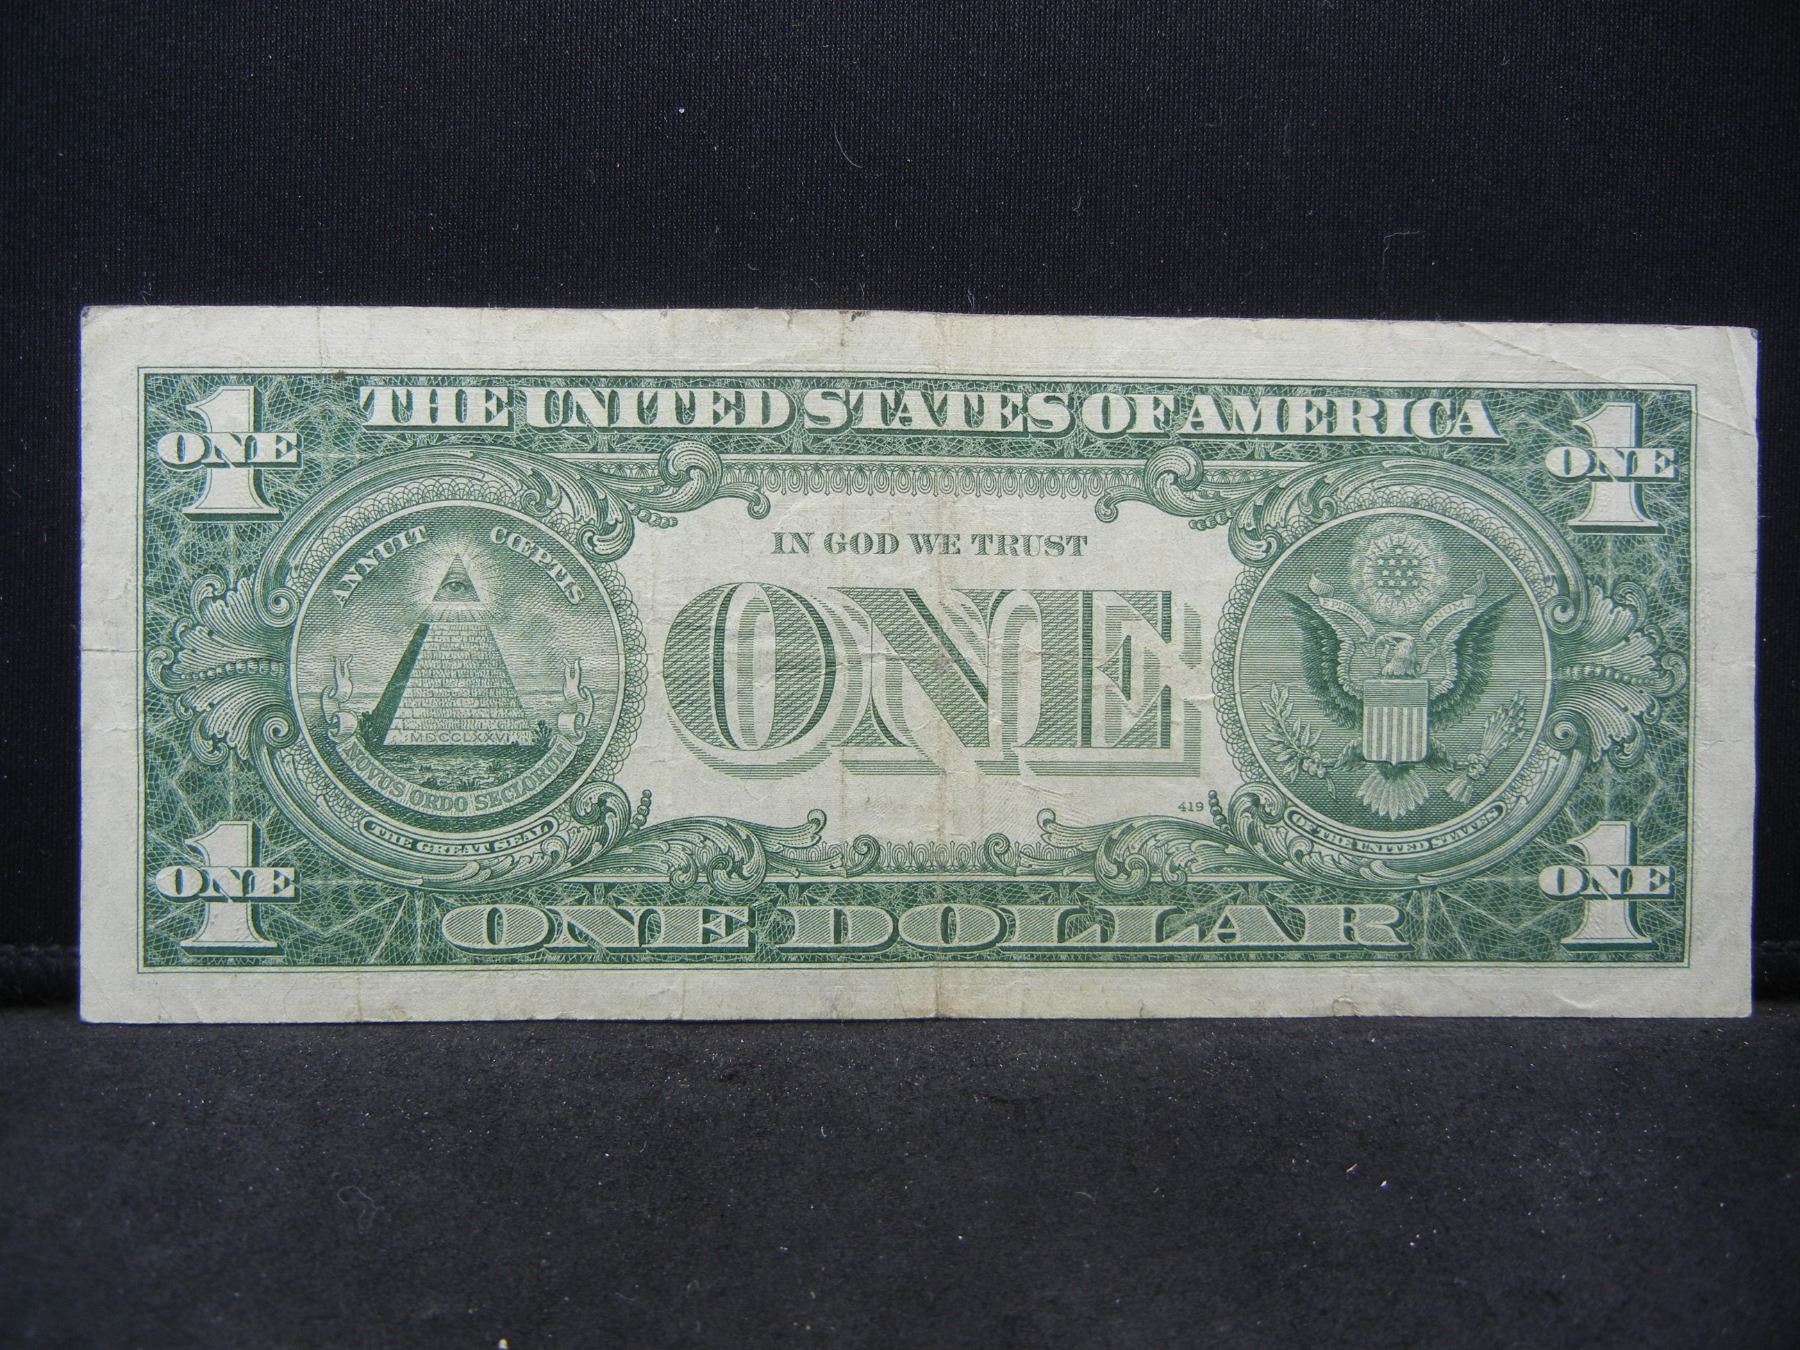 THE UNITED STATES OF AMERICA
1
ONE
1
ONE
ANNUIT CŒPTIS
IN GOD WE TRUST
ONE
MDCCLXXVI
NOVUS ORDO SECLORUM
419
THE GREAT SEAL
OF THE UNITED STATES
1
ONE
1
ONE
ONE DOLLAR